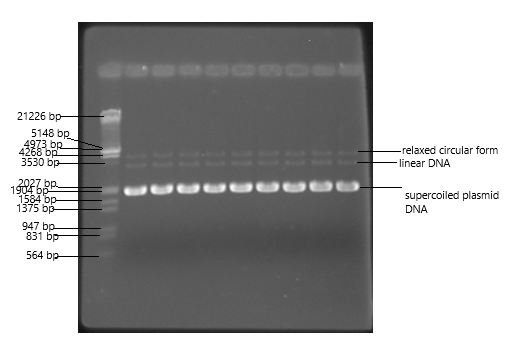 21226 bp
5148 bp
4973 bp
4268 bp
3530 bp
2027 bp
1904 bp
1584 bp
1375 bp
947 bp
831 bp
564 bp
relaxed circular form
linear DNA
supercoiled plasmid
DNA